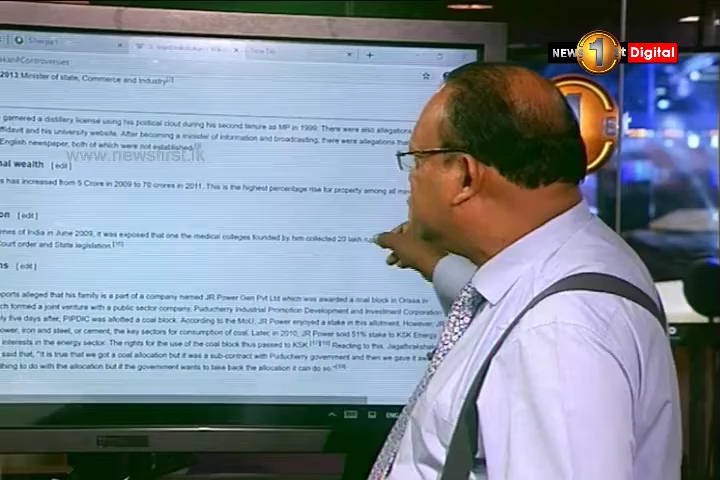 NEWS 1st Digital
Sherpa
S. Jagathrakshakan - Wiki
New Tab
2013 Minister of state, Commerce and Industry
garnered a distillery license using his political clout during his second tenure as MP in 1999. There were also allegations
ffidavit and his university website. After becoming a minister of information and broadcasting, there were allegations tha
English newspaper, both of which were not established
www.newsfirst.lk
nal wealth [edit]
s has increased from 5 Crore in 2009 to 70 crores in 2011. This is the highest percentage rise for property among all
on [edit]
mes of India in June 2009, it was exposed that one the medical colleges founded by him collected 20 lakh
Court order and State legislation.[10]
ns [edit]
eports alleged that his family is a part of a company named JR Power Gen Pvt Ltd which was awarded a coal block in Orissa in
ch formed a joint venture with a public sector company, Puducherry Industrial Promotion Development and Investment Corporation
ly five days after, PIPDIC was allotted a coal block. According to the MoU, JR Power enjoyed a stake in this allotment. However,
ower, iron and steel, or cement, the key sectors for consumption of coal. Later, in 2010, JR Power sold 51% stake to KSK Energy
interests in the energy sector. The rights for the use of the coal block thus passed to KSK. Reacting to this, Jagathrakshak
said that, "It is true that we got a coal allocation but it was a sub-contract with Puducherry government and then we gave it
thing to do with the allocation but if the government wants to take back the allocation it can do so."
ENG